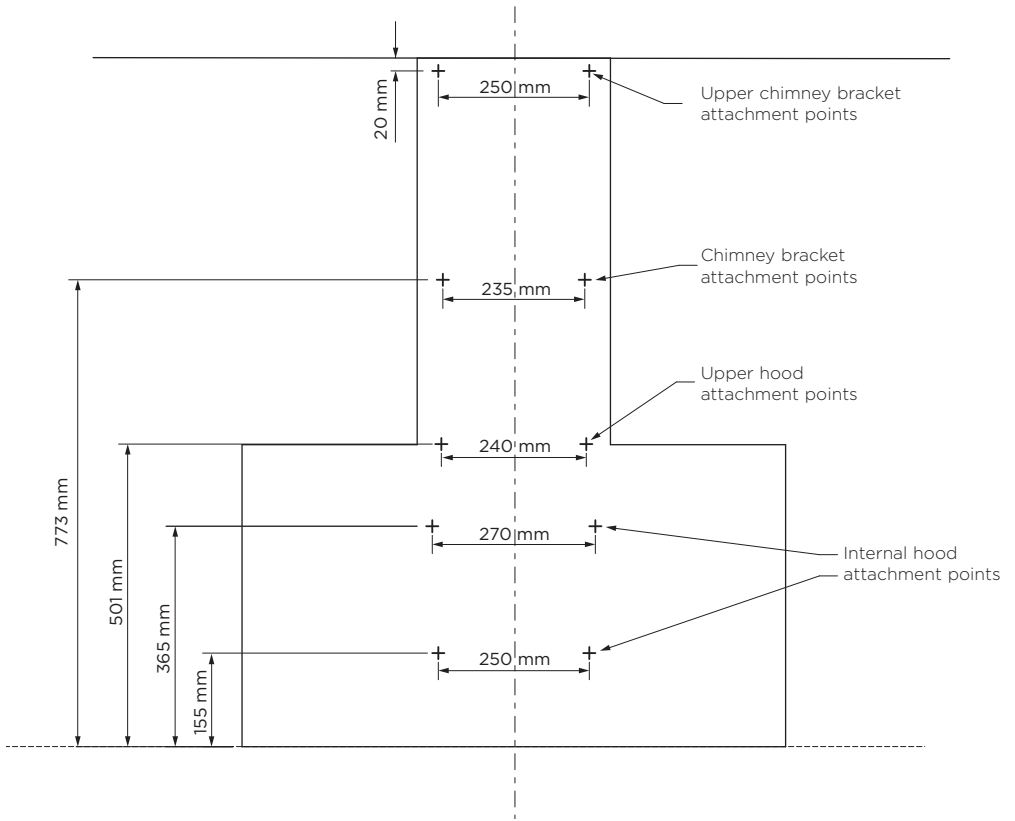 20 mm
250 mm
Upper chimney bracket
attachment points
Chimney bracket
attachment points
235 mm
Upper hood
attachment points
240 mm
773 mm
501 mm
365 mm
155 mm
270 mm
Internal hood
attachment points
250 mm